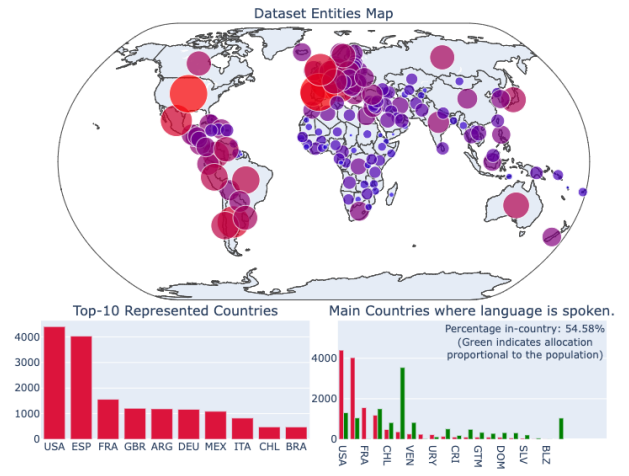 Dataset Entities Map
Top-10 Represented Countries
4000
3000
2000
1000
0
USA ESP FRA GBR ARG DEU MEX ITA CHL BRA
Main Countries where language is spoken.
Percentage in-country: 54.58%
(Green indicates allocation
proportional to the population)
4000
2000
0
USA
FRA
CHL
VEN
URY
CRI
GTM
DOM
SLV
BLZ